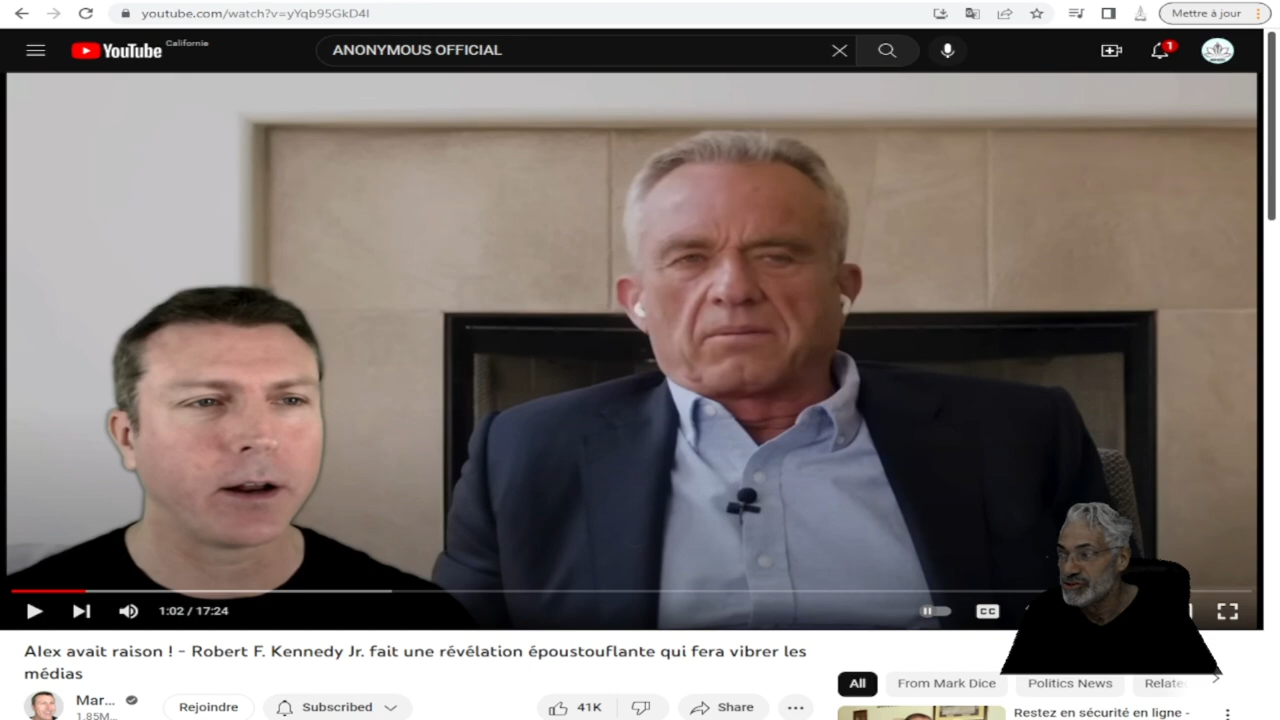 youtube.com/watch?v=yYqb95GkD4I
Mettre à jour
YouTube
Californie
ANONYMOUS OFFICIAL
1
1:02 / 17:24
CC
Alex avait raison ! - Robert F. Kennedy Jr. fait une révélation époustouflante qui fera vibrer les
médias
All
From Mark Dice
Politics News
Relate
Mar...
1.85M...
Rejoindre
Subscribed
41K
Share
Restez en sécurité en ligne -